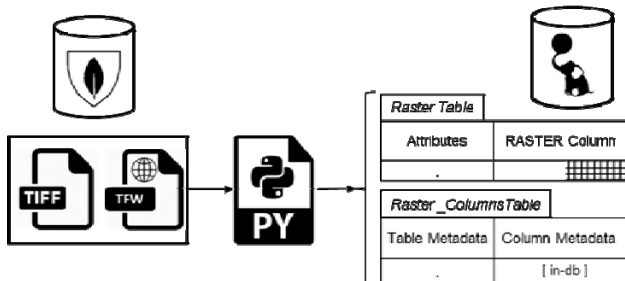 Raster Table
Attributes RASTER Column
.
TIFF TFW PY
Raster_ColumnsTable
Table Metadata Column Metadata
. [ in-db ]